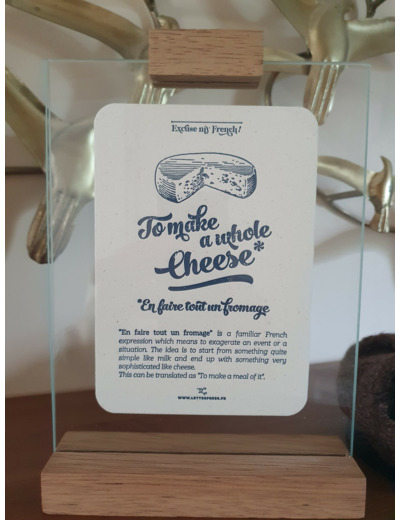 Excuse my French!
To make
a whole
Cheese*
*En faire tout un fromage
"En faire tout un fromage" is a familiar French
expression which means to exagerate an event or a
situation. The idea is to start from something quite
simple like milk and end up with something very
sophisticated like cheese.
This can be translated as "To make a meal of it".
WWW.LETTERPRESS.FR